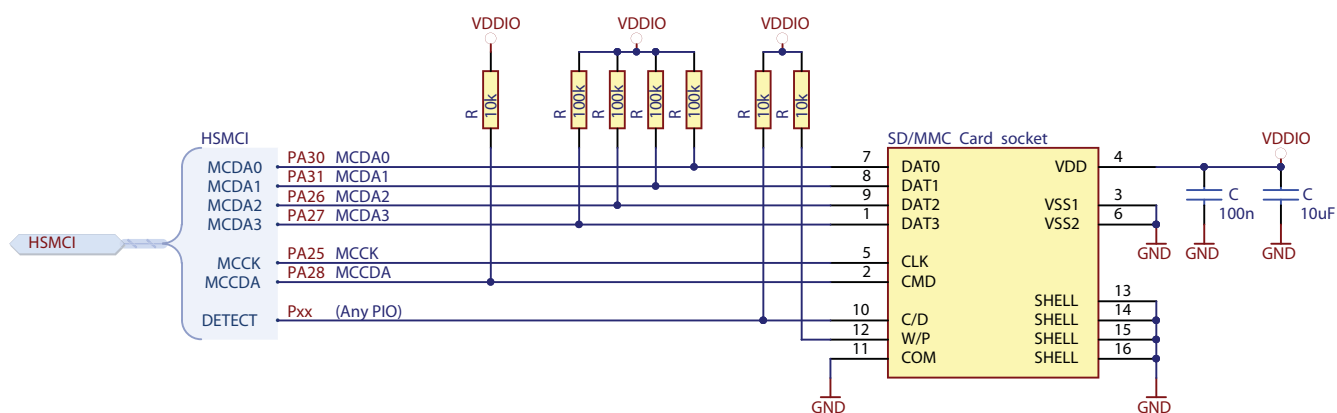 VDDIO VDDIO VDDIO
R 10k R 100k R 100k R 100k R 100k R 10k R 10k
HSMCI SD/MMC Card socket VDDIO
MCDA0 PA30 MCDA0 7 DAT0 VDD 4
MCDA1 PA31 MCDA1 8 DAT1
MCDA2 PA26 MCDA2 9 DAT2 VSS1 3
MCDA3 PA27 MCDA3 1 DAT3 VSS2 6
C 100n
C 10uF
HSMCI
GND GND GND
MCCK PA25 MCCK 5 CLK
MCCDA PA28 MCCDA 2 CMD
SHELL 13
DETECT Pxx (Any PIO) 10 C/D SHELL 14
12 W/P SHELL 15
11 COM SHELL 16
GND GND